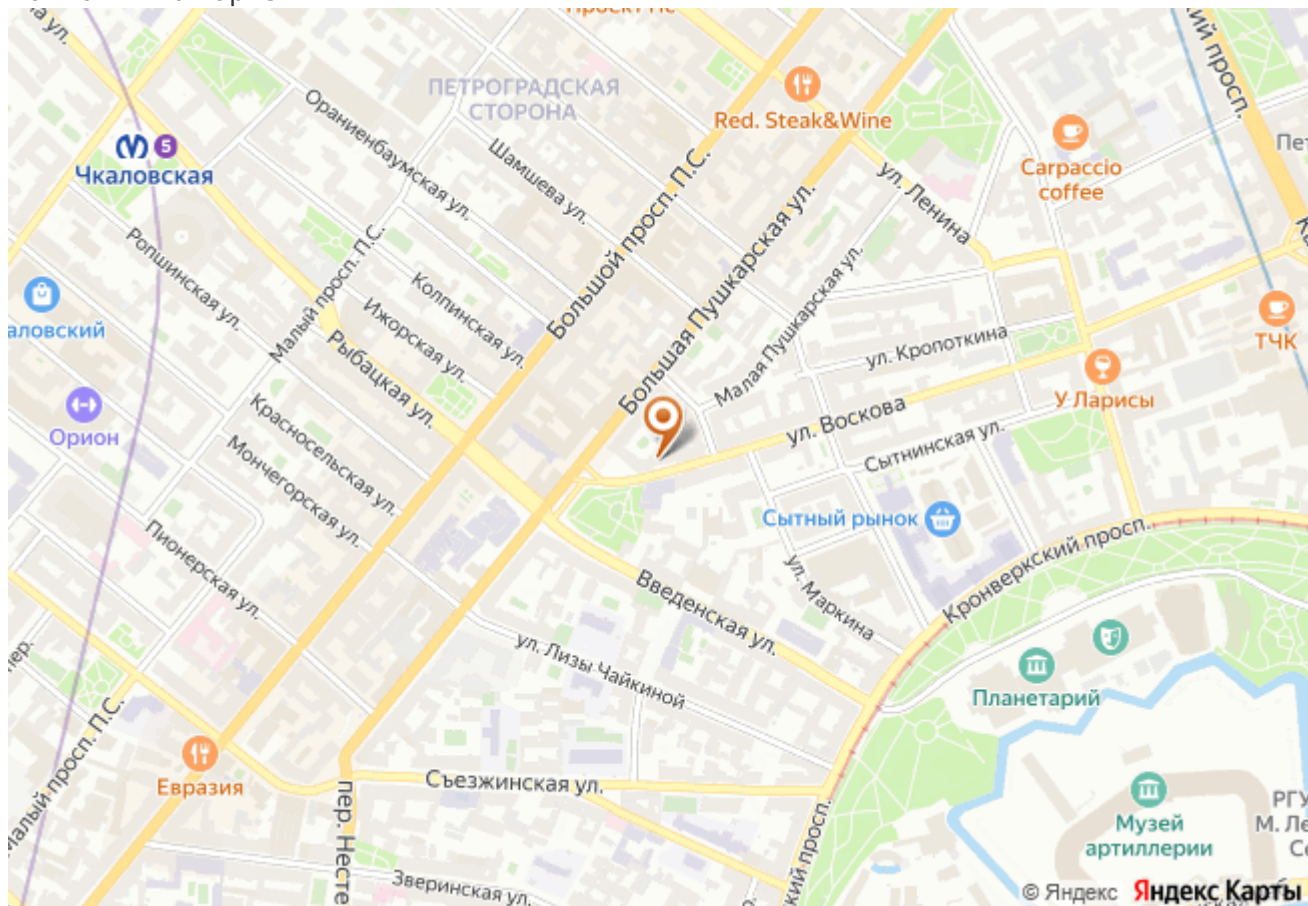 ПЕТРОГРАДСКАЯ
СТОРОНА
Ораниенбаумская ул.
Шамшева ул.
Red. Steak&Wine
Carpaccio
coffee
5
Чкаловская
Большой просп. П.С.
Большая Пушкарская ул.
ул. Ленина
Ропшинская ул.
Малый просп. П.С.
Колпинская ул.
Ижорская ул.
Рыбацкая ул.
Малая Пушкарская ул.
ул. Кропоткина
ТЧК
У Ларисы
Орион
Красносельская ул.
Мончегорская ул.
ул. Воскова
Сытнинская ул.
Сытный рынок
Пионерская ул.
Введенская ул.
ул. Маркина
Кронверкский просп.
ул. Лизы Чайкиной
Планетарий
Евразия
Съезжинская ул.
Музей
артиллерии
Зверинская ул.
© Яндекс Яндекс Карты